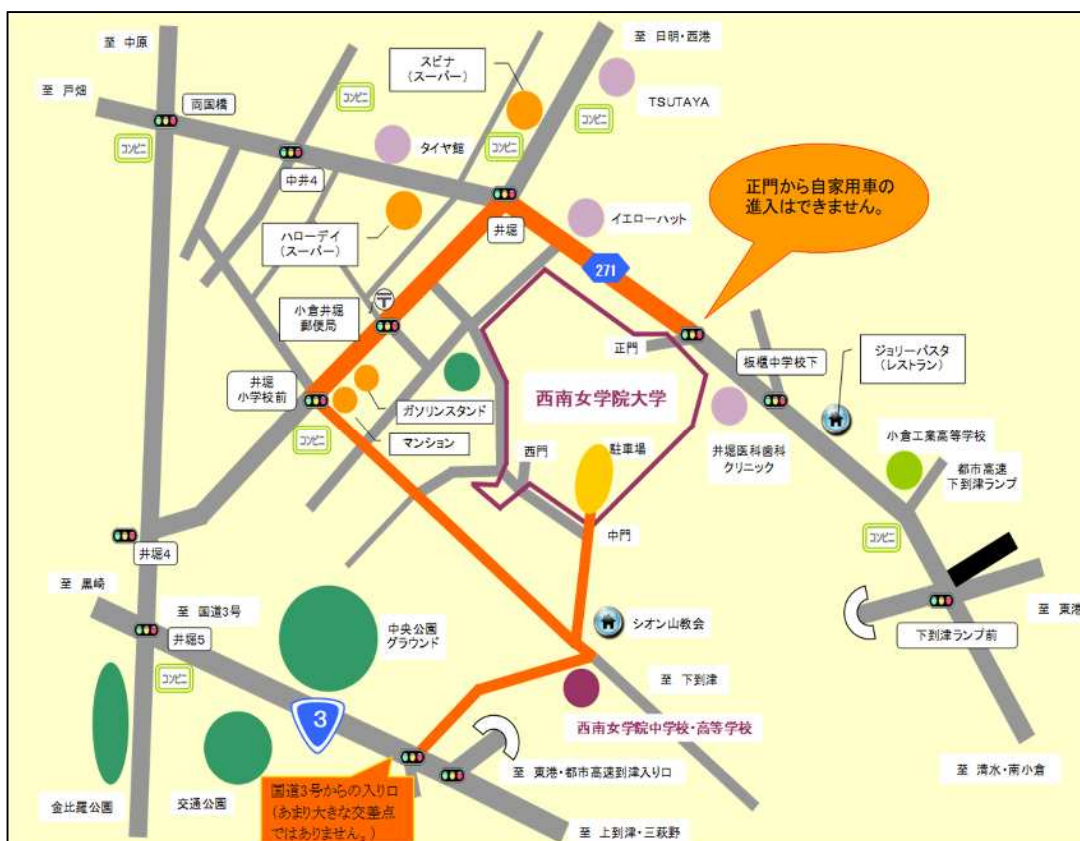 至 中原
至 日明・西港
スピナ
(スーパー)
至 戸畑
両国橋
コンビニ
TSUTAYA
コンビニ
コンビニ
コンビニ
タイヤ館
中井4
正門から自家用車の
進入はできません。
イエローハット
井堀
ハローデイ
(スーパー)
271
小倉井堀
郵便局
正門
板櫃中学校下
ジョリーパスタ
(レストラン)
井堀
小学校前
西南女学院大学
ガソリンスタンド
コンビニ
マンション
駐車場
西門
井堀医科歯科
クリニック
小倉工業高等学校
都市高速
下到津ランプ
中門
コンビニ
井堀4
至 黒崎
至 国道3号
至 東港
井堀5
中央公園
グラウンド
シオン山教会
下到津ランプ前
コンビニ
至 下到津
3
西南女学院中学校・高等学校
至 東港・都市高速到津入り口
至 清水・南小倉
金比羅公園
交通公園
国道3号からの入り口
(あまり大きな交差点
ではありません。)
至 上到津・三萩野